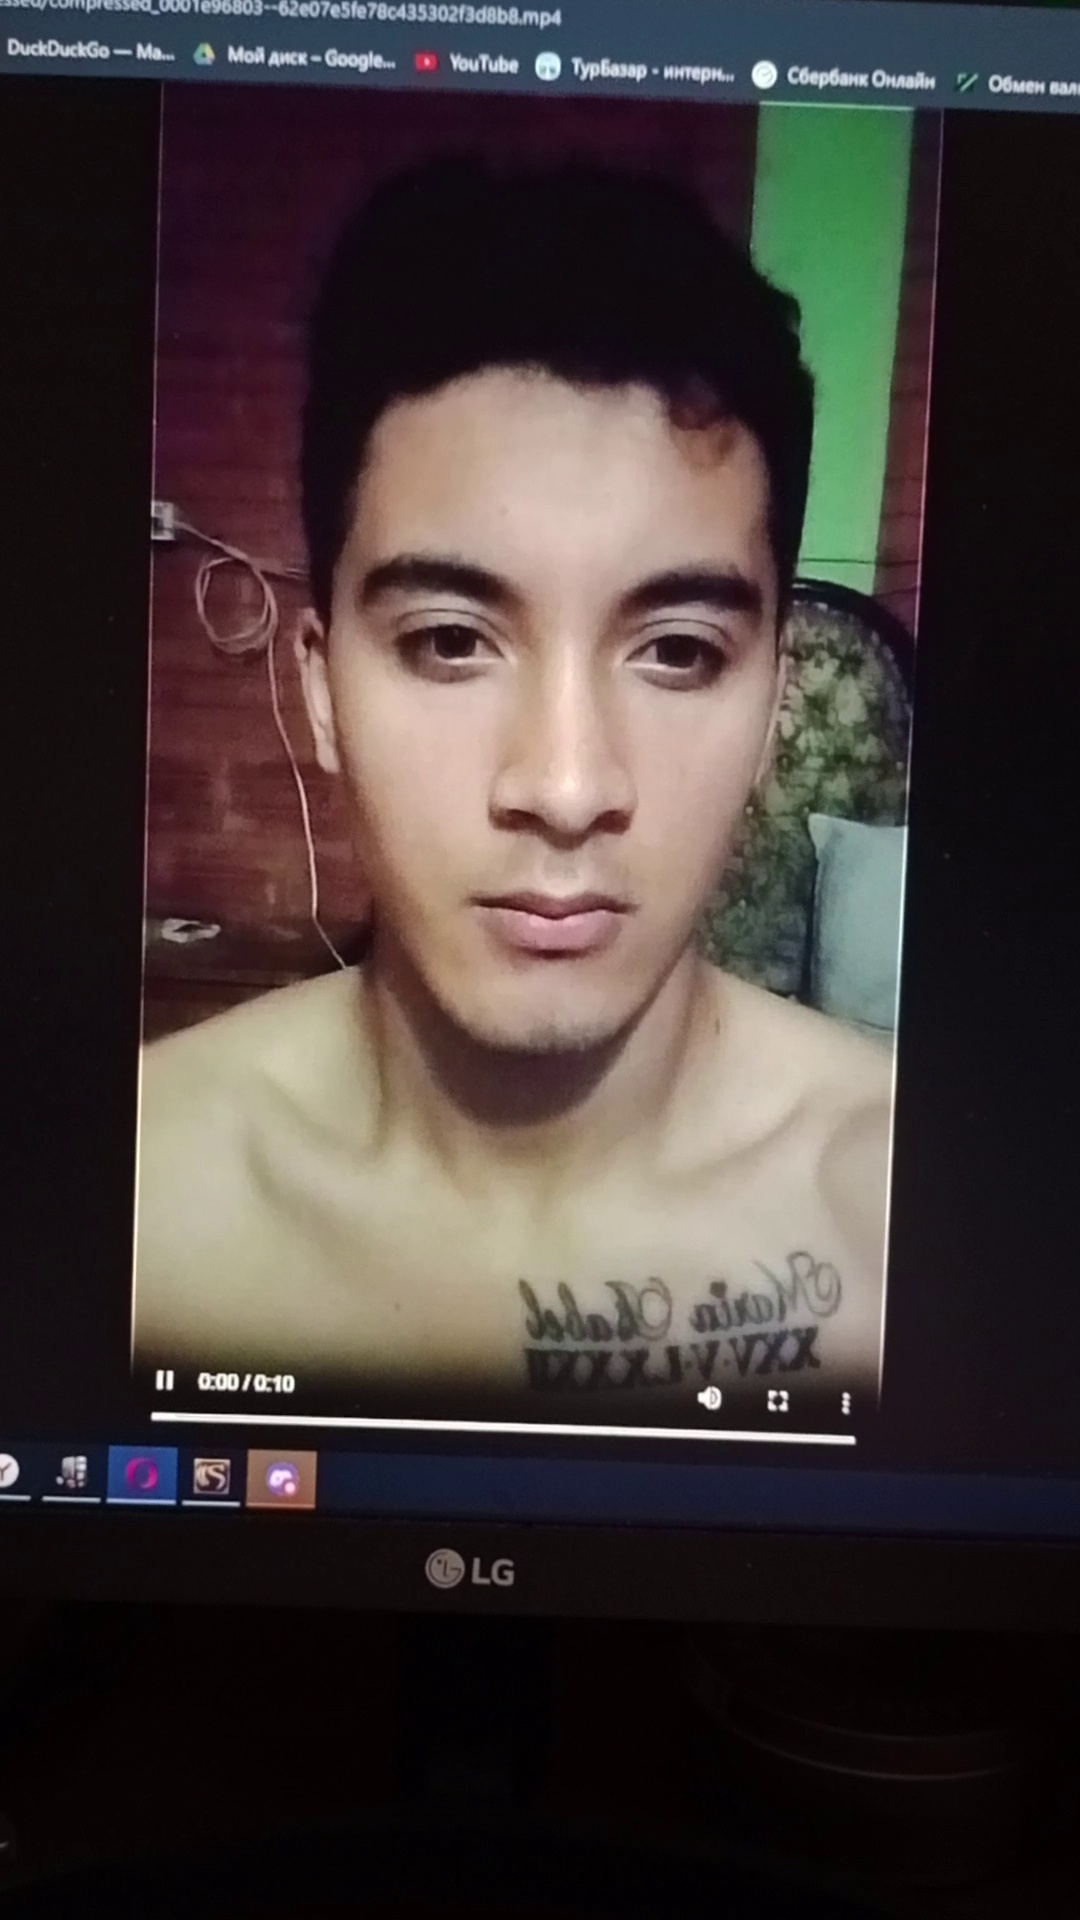 compressed_0001e96803--62e07e5fe78c435302f3d8b8.mp4
DuckDuckGo — Ma... Мой диск – Google... YouTube ТурБазар - интерн... Сбербанк Онлайн Обмен вал
Maria Isabel
XXV·V·LXXXII
0:00 / 0:10
LG